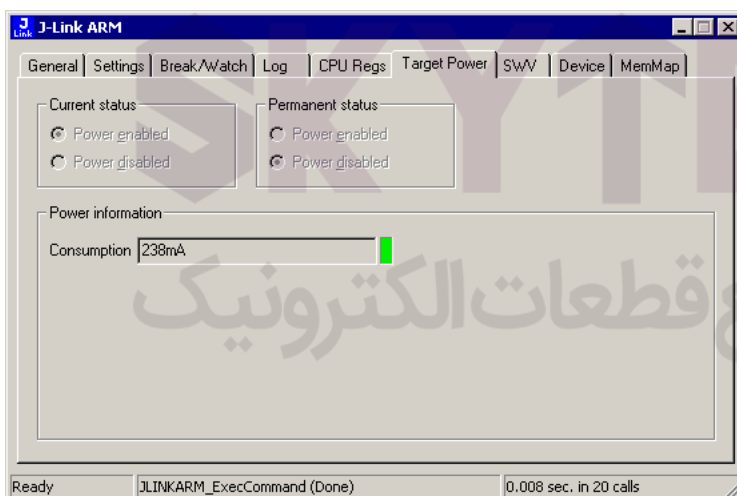 J-Link ARM
General Settings Break/Watch Log CPU Regs Target Power SWV Device MemMap
Current status
Power enabled
Power disabled
Permanent status
Power enabled
Power disabled
Power information
Consumption 238mA
قطعات الکترونیک
Ready JLINKARM_ExecCommand (Done) 0.008 sec. in 20 calls